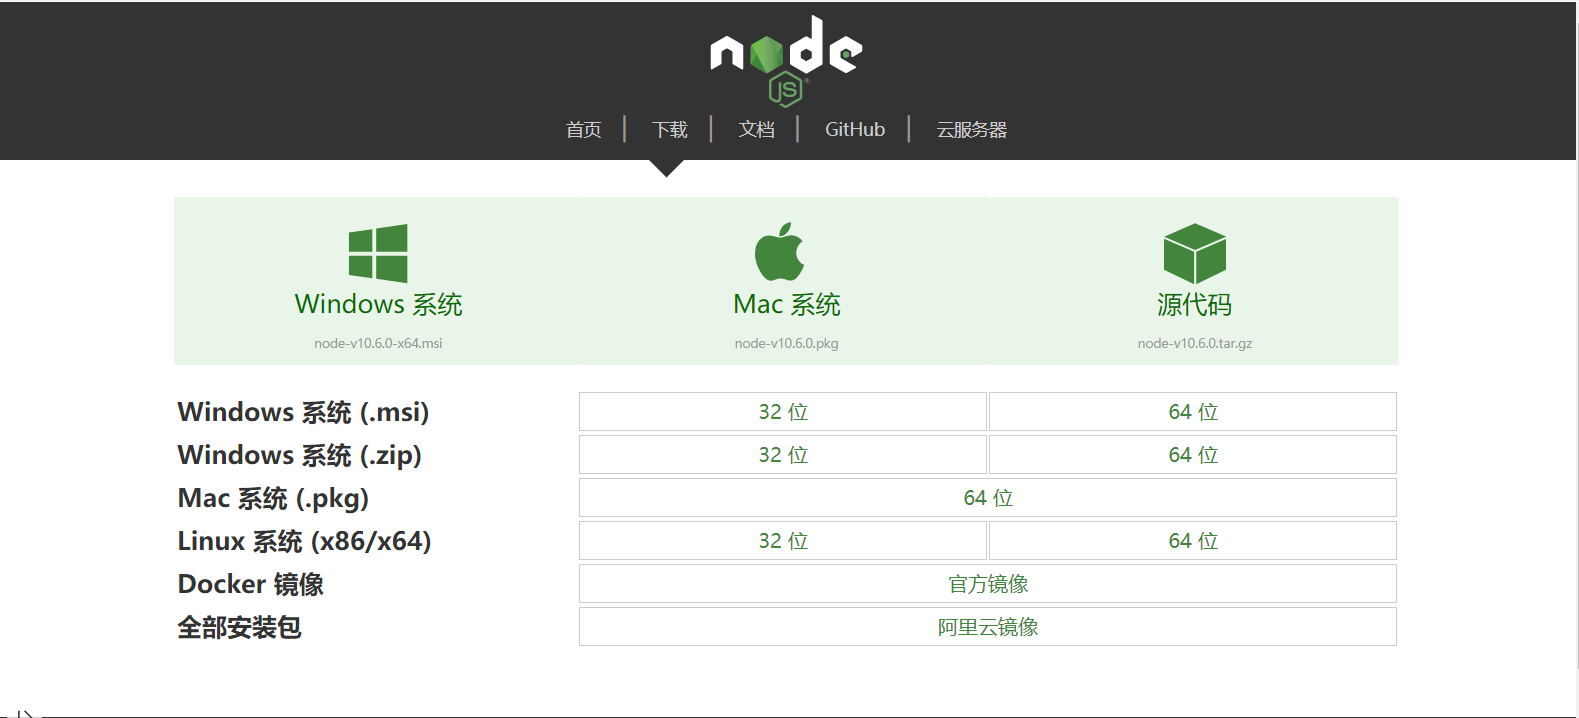 node
JS
首页 下载 文档 GitHub 云服务器
Windows 系统 Mac 系统 源代码
node-v10.6.0-x64.msi node-v10.6.0.pkg node-v10.6.0.tar.gz
Windows 系统 (.msi) 32 位 64 位
Windows 系统 (.zip) 32 位 64 位
Mac 系统 (.pkg) 64 位
Linux 系统 (x86/x64) 32 位 64 位
Docker 镜像 官方镜像
全部安装包 阿里云镜像